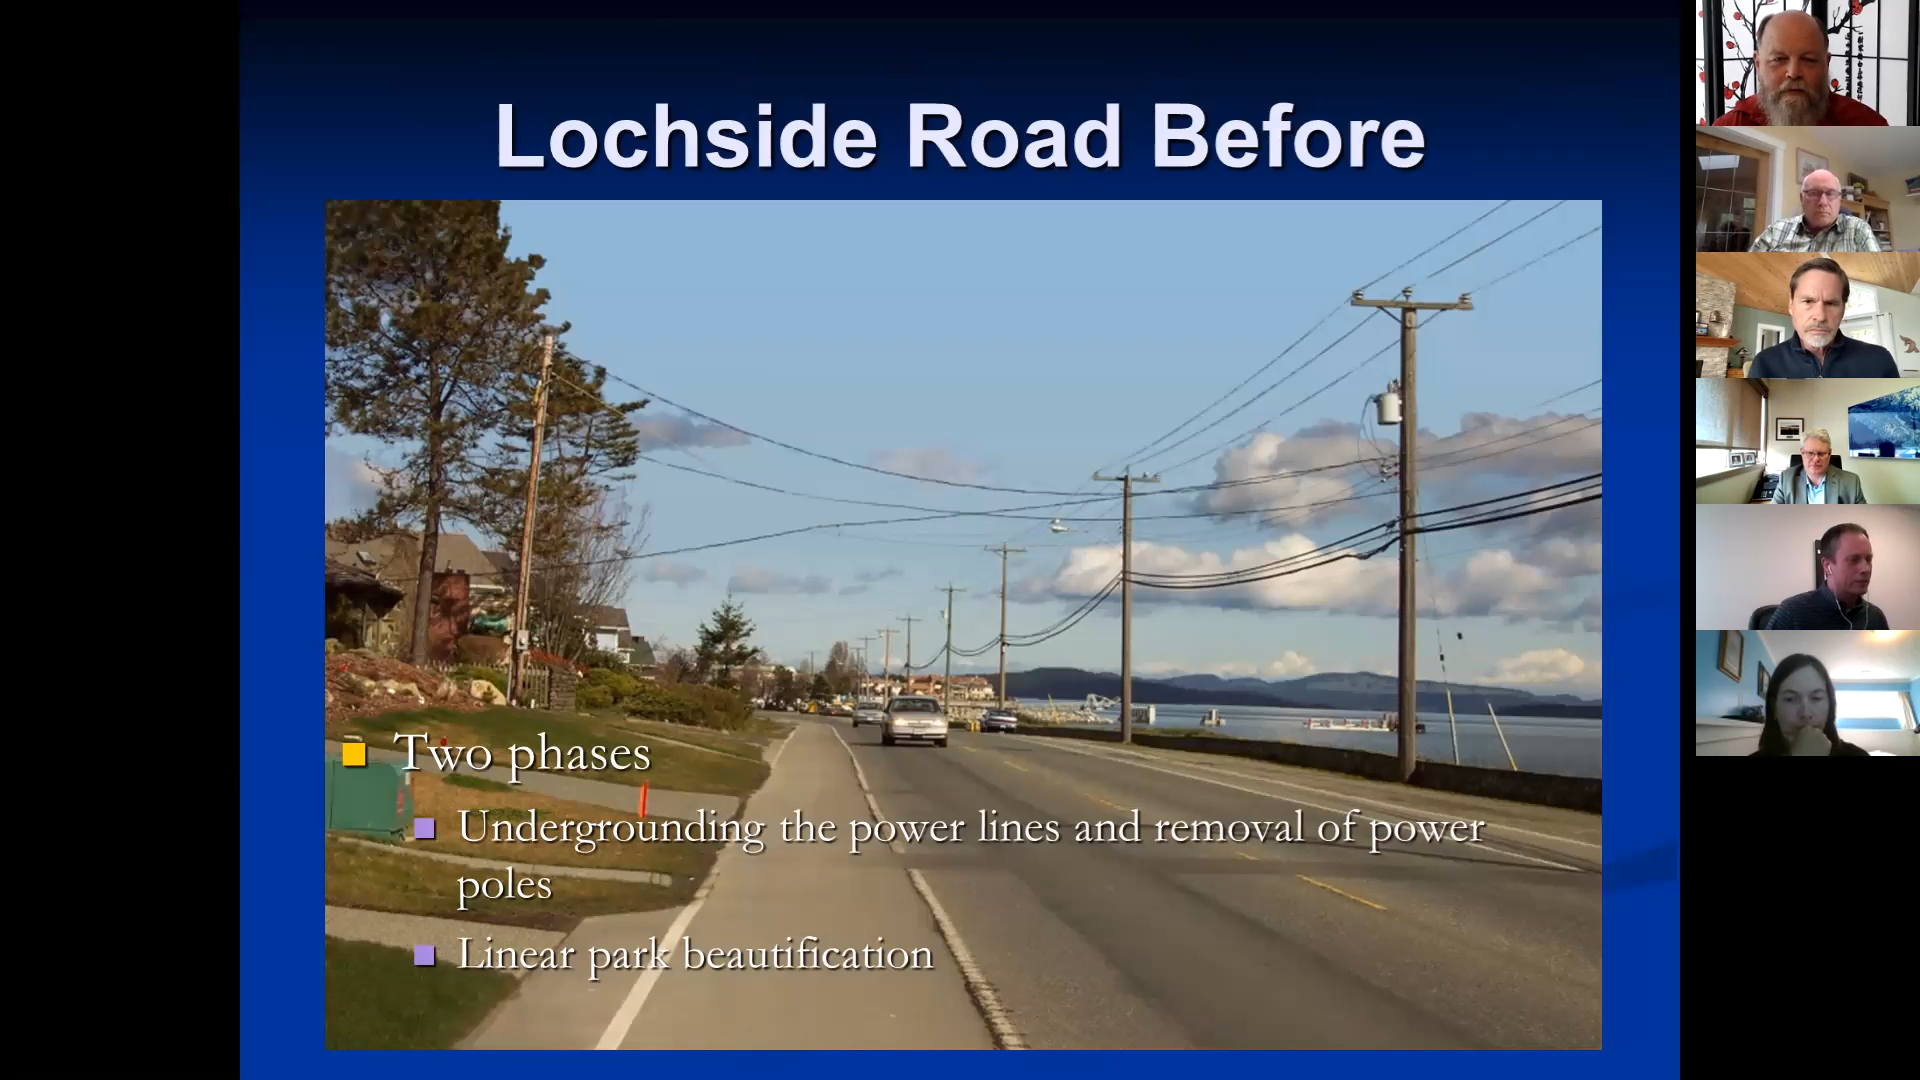 Lochside Road Before
Two phases
Undergrounding the power lines and removal of power
poles
Linear park beautification